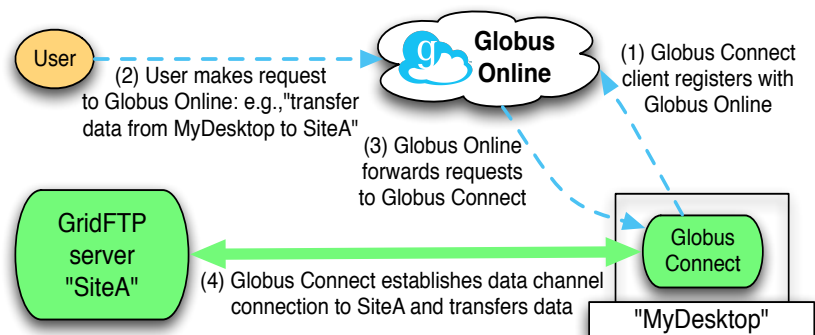 User
(2) User makes request
to Globus Online: e.g.,"transfer
data from MyDesktop to SiteA"
g
Globus
Online
(1) Globus Connect
client registers with
Globus Online
(3) Globus Online
forwards requests
to Globus Connect
GridFTP
server
"SiteA"
(4) Globus Connect establishes data channel
connection to SiteA and transfers data
Globus
Connect
"MyDesktop"